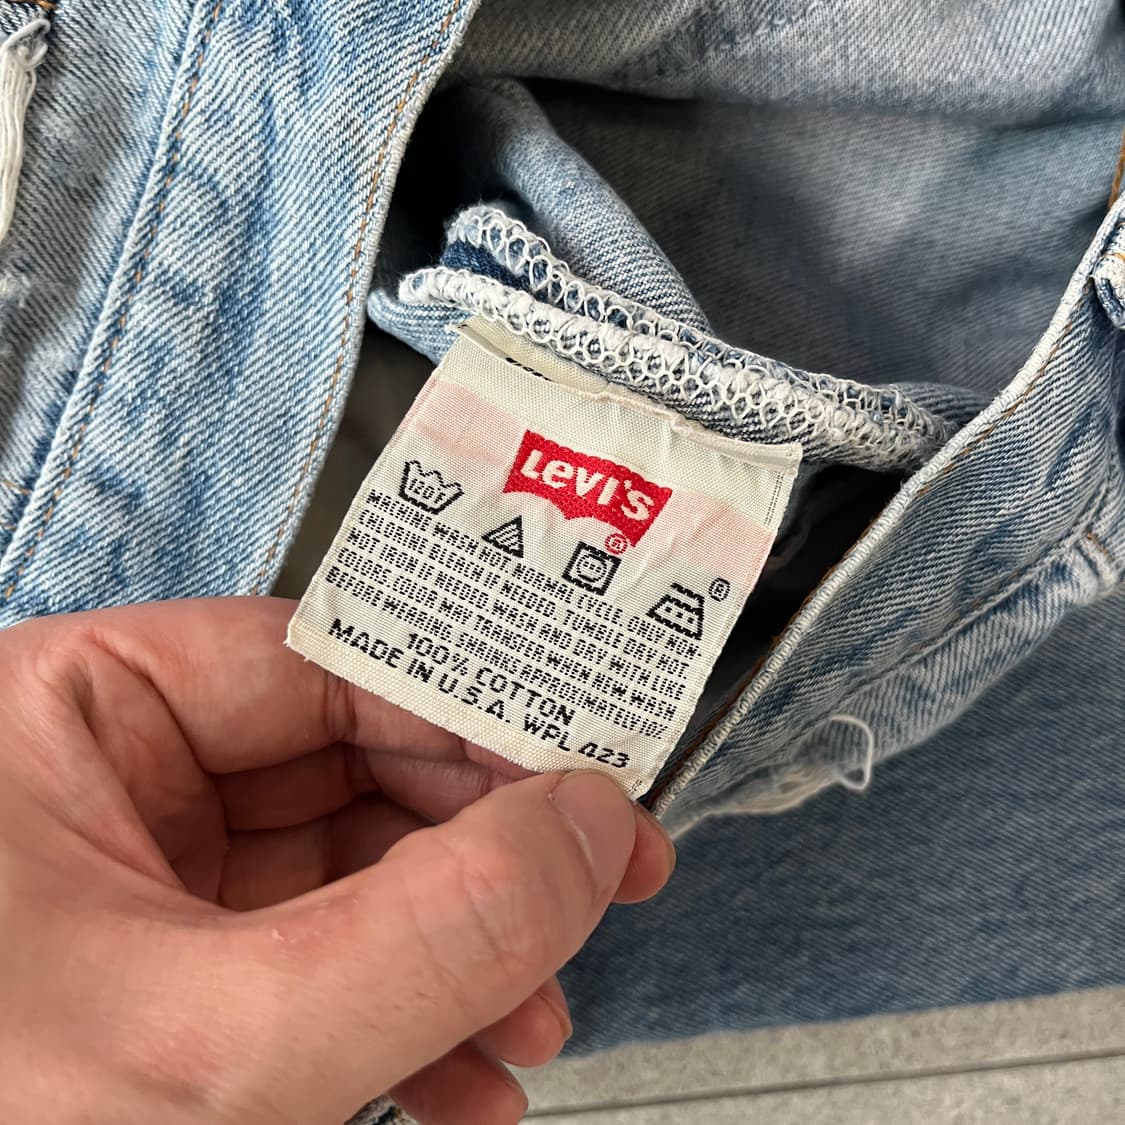 Levi's
®
MACHINE WASH HOT NORMAL CYCLE. ONLY NON-
CHLORINE BLEACH IF NEEDED. TUMBLE DRY HOT.
HOT IRON IF NEEDED. WASH AND DRY WITH LIKE
COLORS. COLOR MAY TRANSFER WHEN NEW. WASH
BEFORE WEARING. SHRINKS APPROXIMATELY 10%
100% COTTON
MADE IN U.S.A. WPL 423